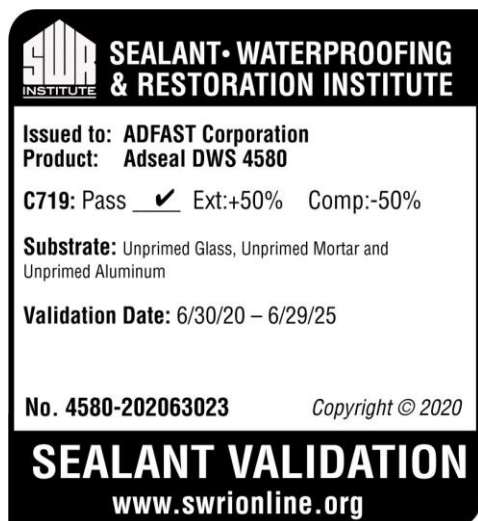 SWR
INSTITUTE
SEALANT• WATERPROOFING
& RESTORATION INSTITUTE
Issued to: ADFAST Corporation
Product: Adseal DWS 4580
C719: Pass ✔ Ext:+50% Comp:-50%
Substrate: Unprimed Glass, Unprimed Mortar and
Unprimed Aluminum
Validation Date: 6/30/20 – 6/29/25
No. 4580-202063023 Copyright © 2020
SEALANT VALIDATION
www.swrionline.org